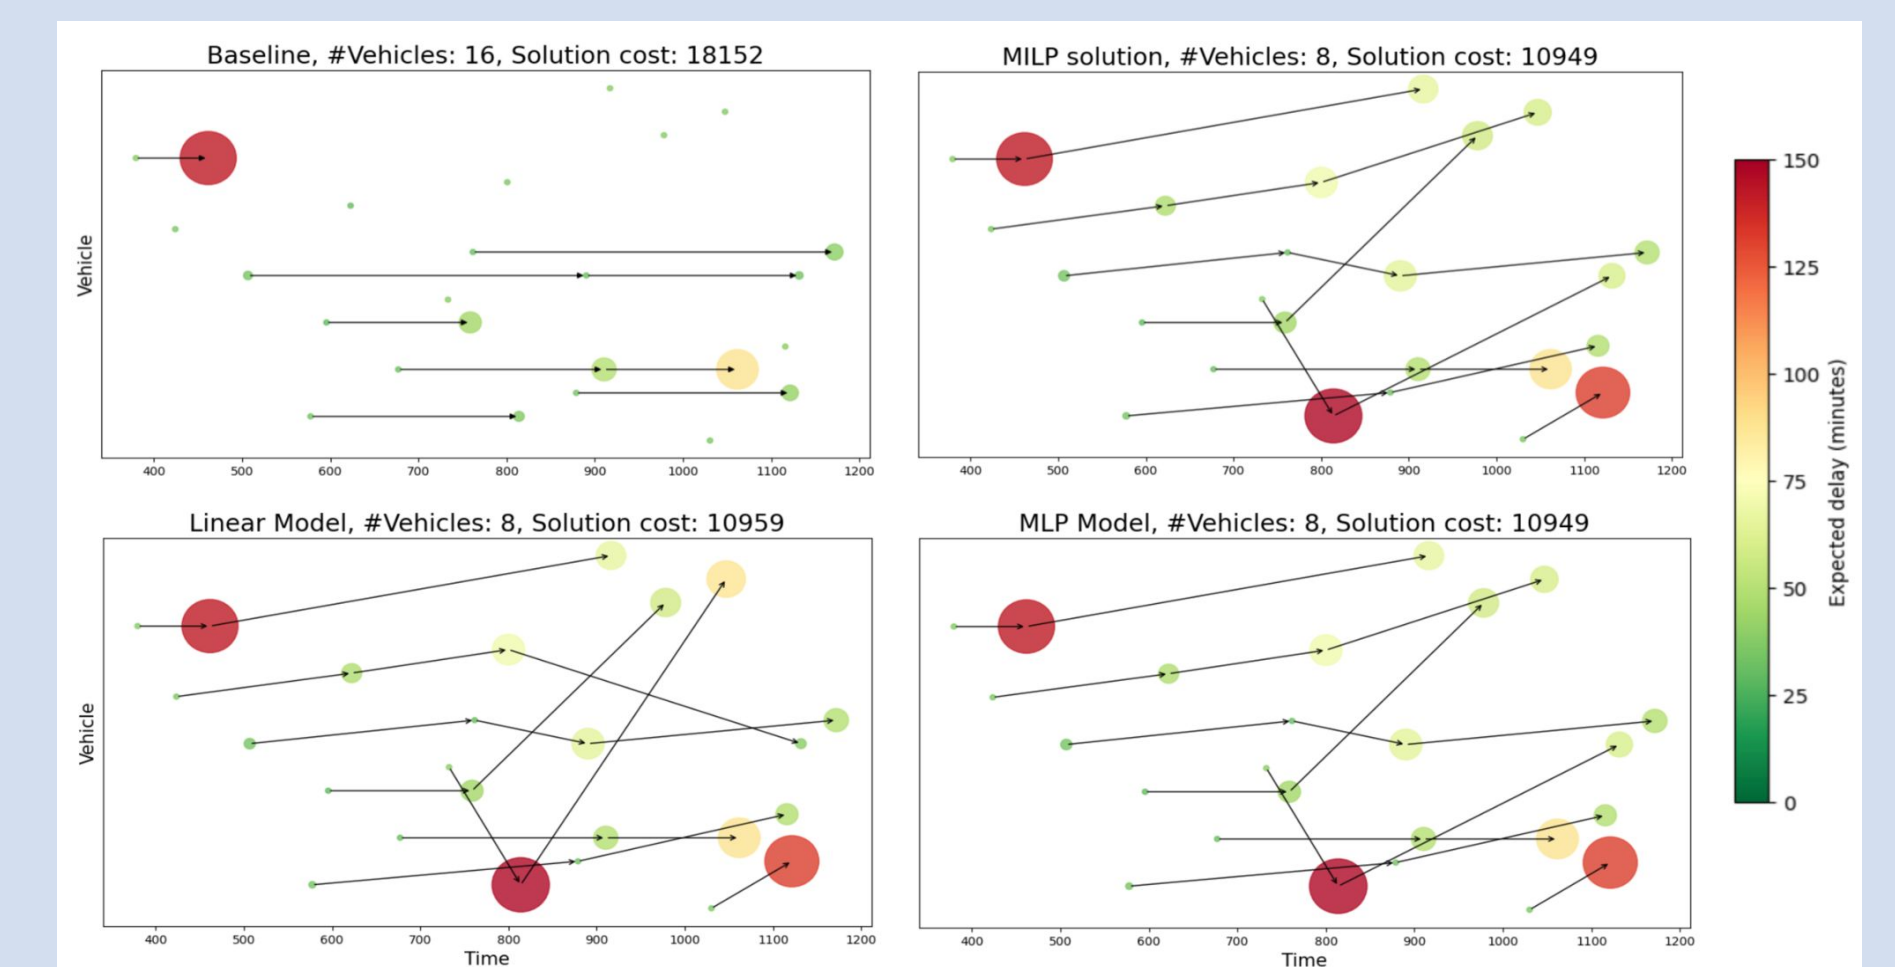 Baseline, #Vehicles: 16, Solution cost: 18152
Vehicle
400 500 600 700 800 900 1000 1100 1200
MILP solution, #Vehicles: 8, Solution cost: 10949
400 500 600 700 800 900 1000 1100 1200
Linear Model, #Vehicles: 8, Solution cost: 10959
Vehicle
400 500 600 700 800 900 1000 1100 1200
Time
MLP Model, #Vehicles: 8, Solution cost: 10949
400 500 600 700 800 900 1000 1100 1200
Time
150
125
100
75
50
25
0
Expected delay (minutes)